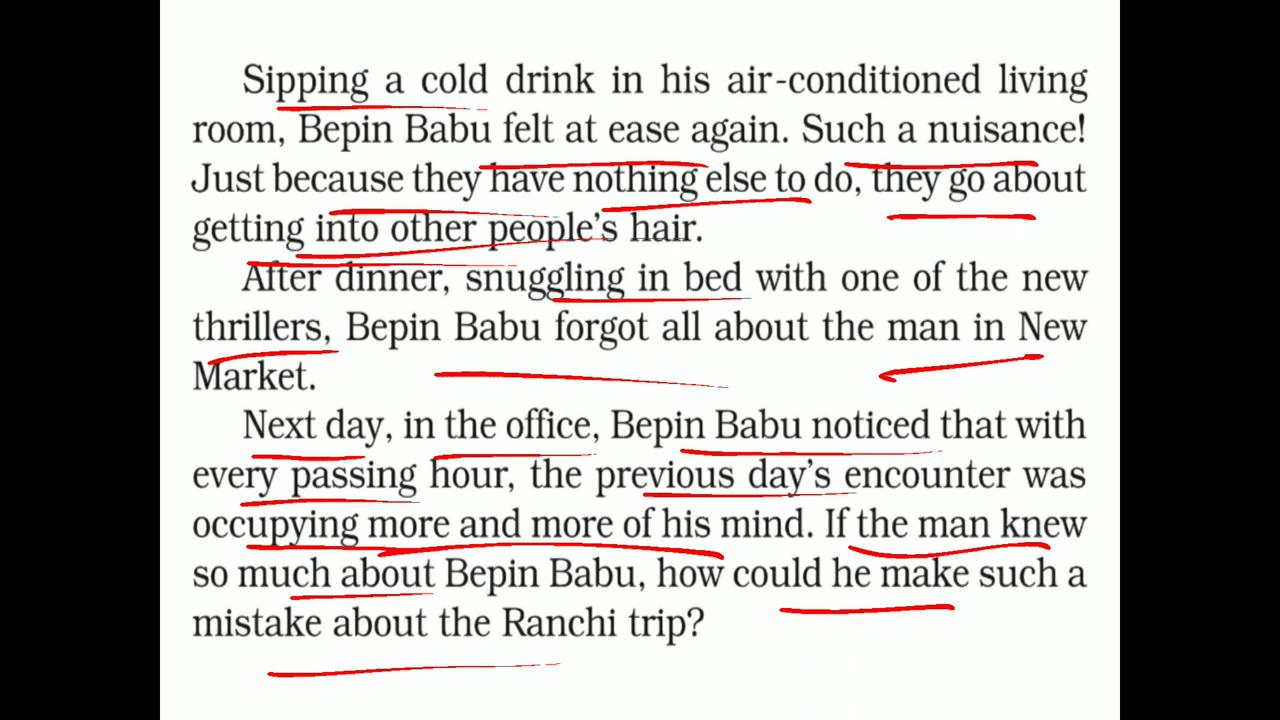 Sipping a cold drink in his air-conditioned living
room, Bepin Babu felt at ease again. Such a nuisance!
Just because they have nothing else to do, they go about
getting into other people's hair.
After dinner, snuggling in bed with one of the new
thrillers, Bepin Babu forgot all about the man in New
Market.
Next day, in the office, Bepin Babu noticed that with
every passing hour, the previous day's encounter was
occupying more and more of his mind. If the man knew
so much about Bepin Babu, how could he make such a
mistake about the Ranchi trip?